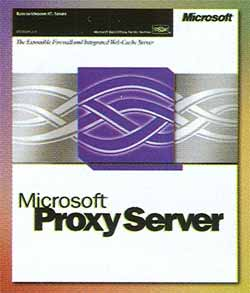 Microsoft
The Extensible Firewall and Integrated Web-Cache Server
Microsoft
Proxy Server